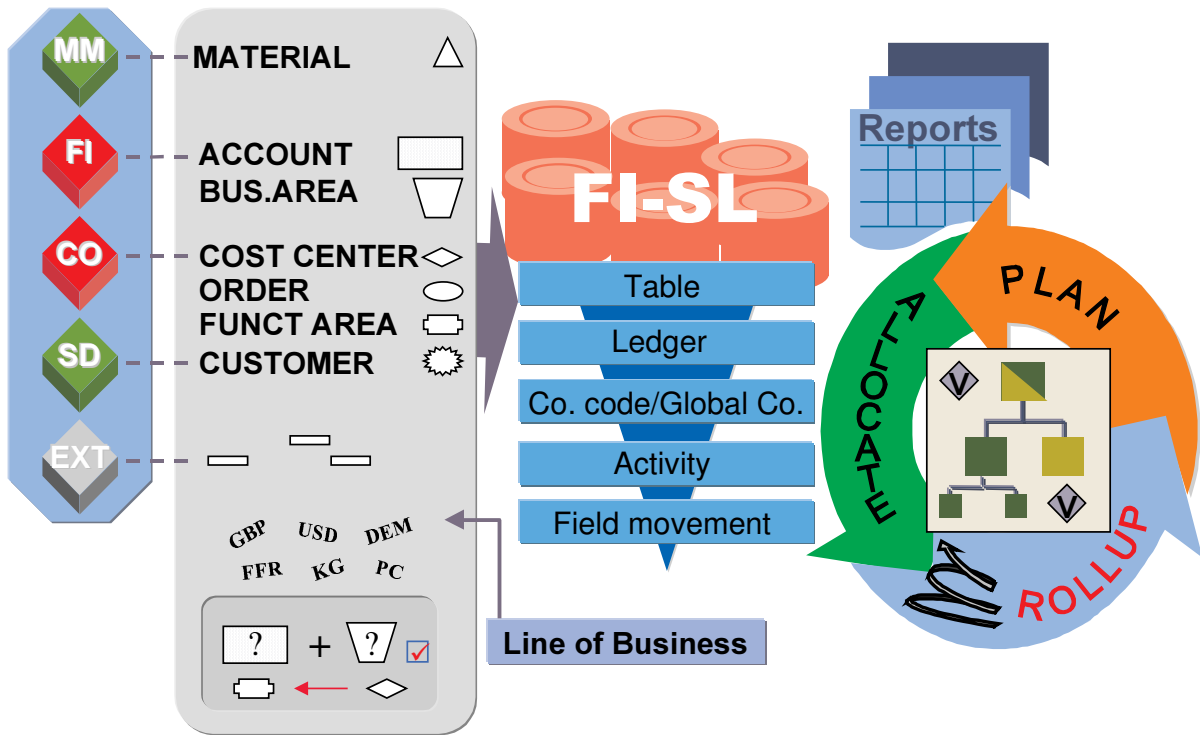 MM
MATERIAL
FI
ACCOUNT
BUS.AREA
CO
COST CENTER
ORDER
FUNCT AREA
SD
CUSTOMER
EXT
GBP USD DEM
FFR KG PC
? + ?
FI-SL
Table
Ledger
Co. code/Global Co.
Activity
Field movement
Line of Business
Reports
PLAN
ALLOCATE
V
V
ROLLUP